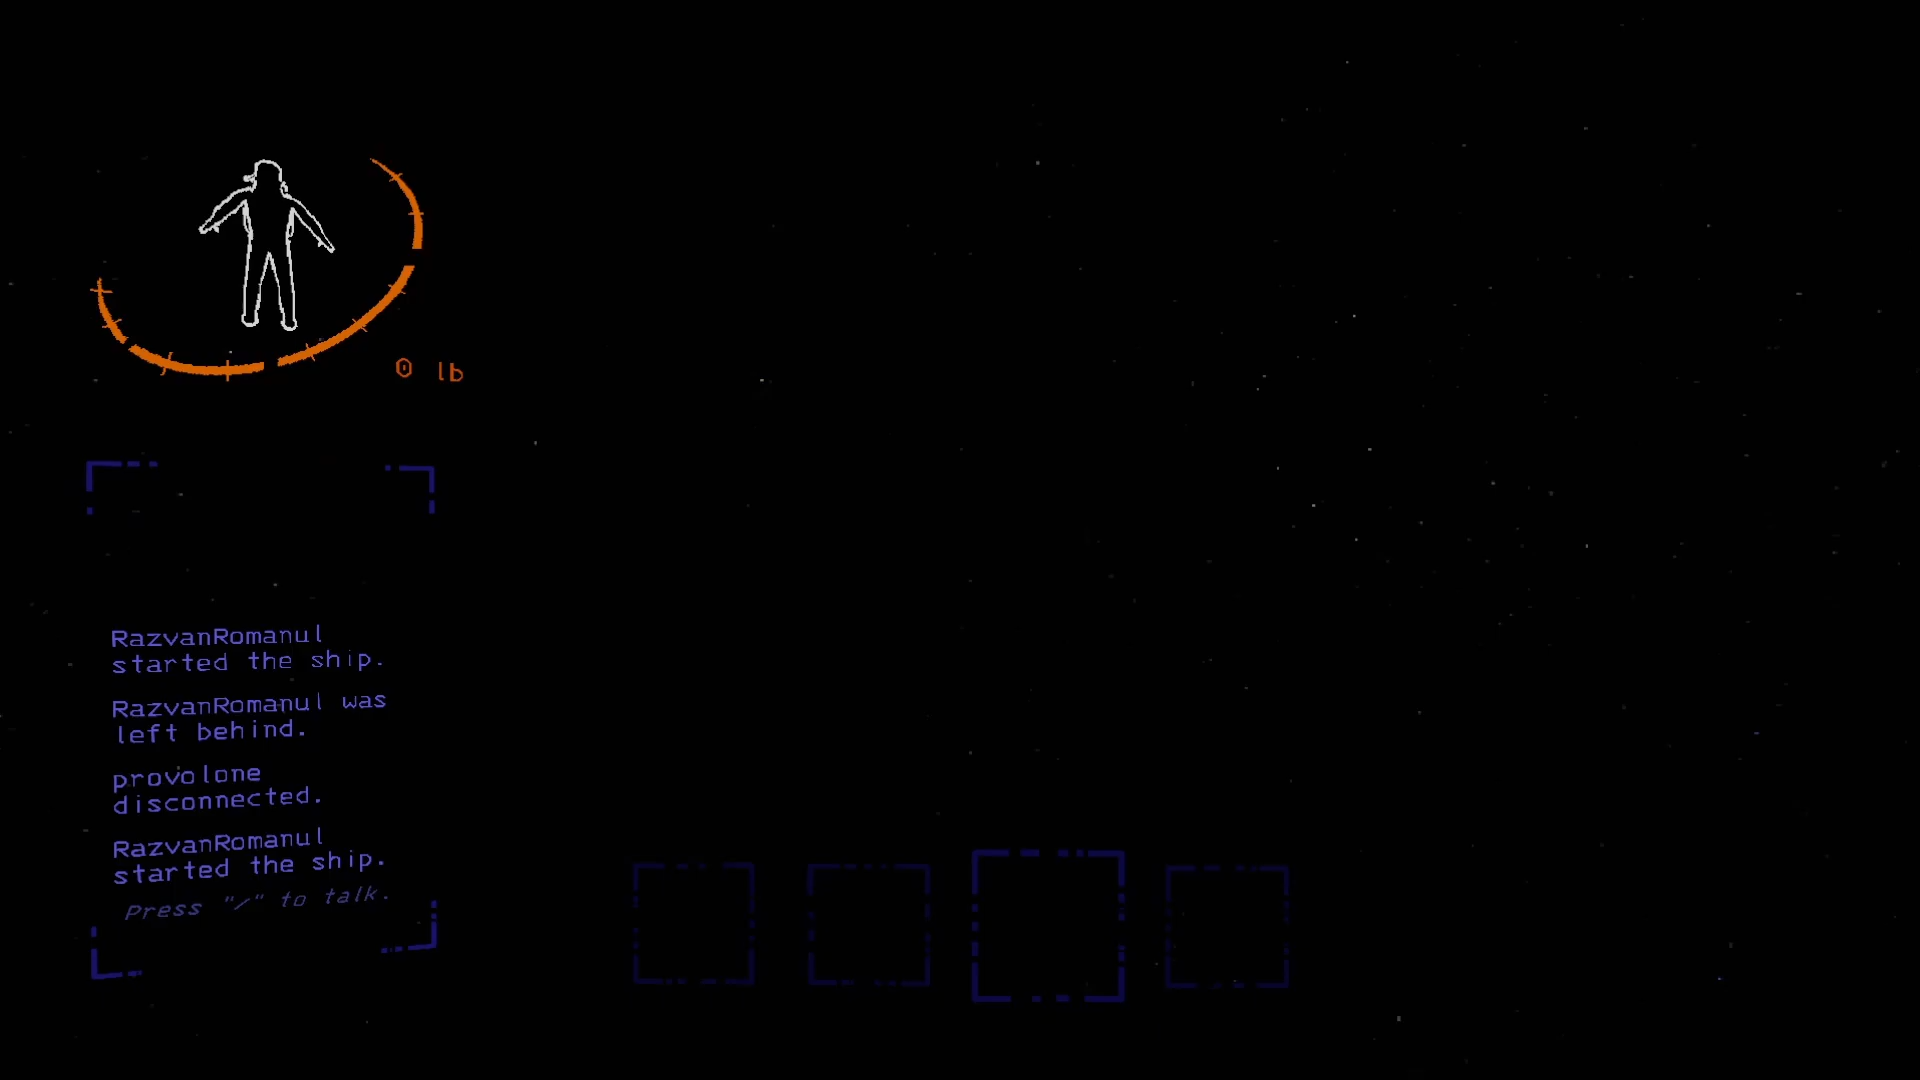 0 lb
RazvanRomanul
started the ship.
RazvanRomanul was
left behind.
provolone
disconnected.
RazvanRomanul
started the ship.
Press "/" to talk.